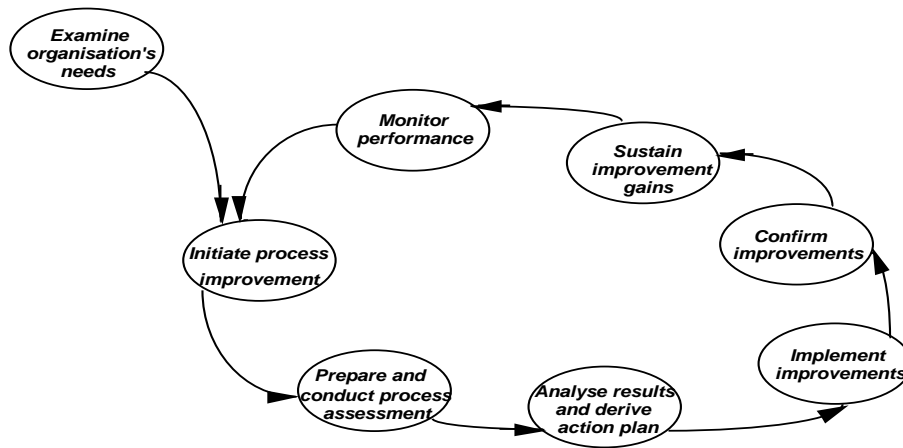 Examine
organisation's
needs
Monitor
performance
Sustain
improvement
gains
Initiate process
improvement
Confirm
improvements
Prepare and
conduct process
assessment
Analyse results
and derive
action plan
Implement
improvements